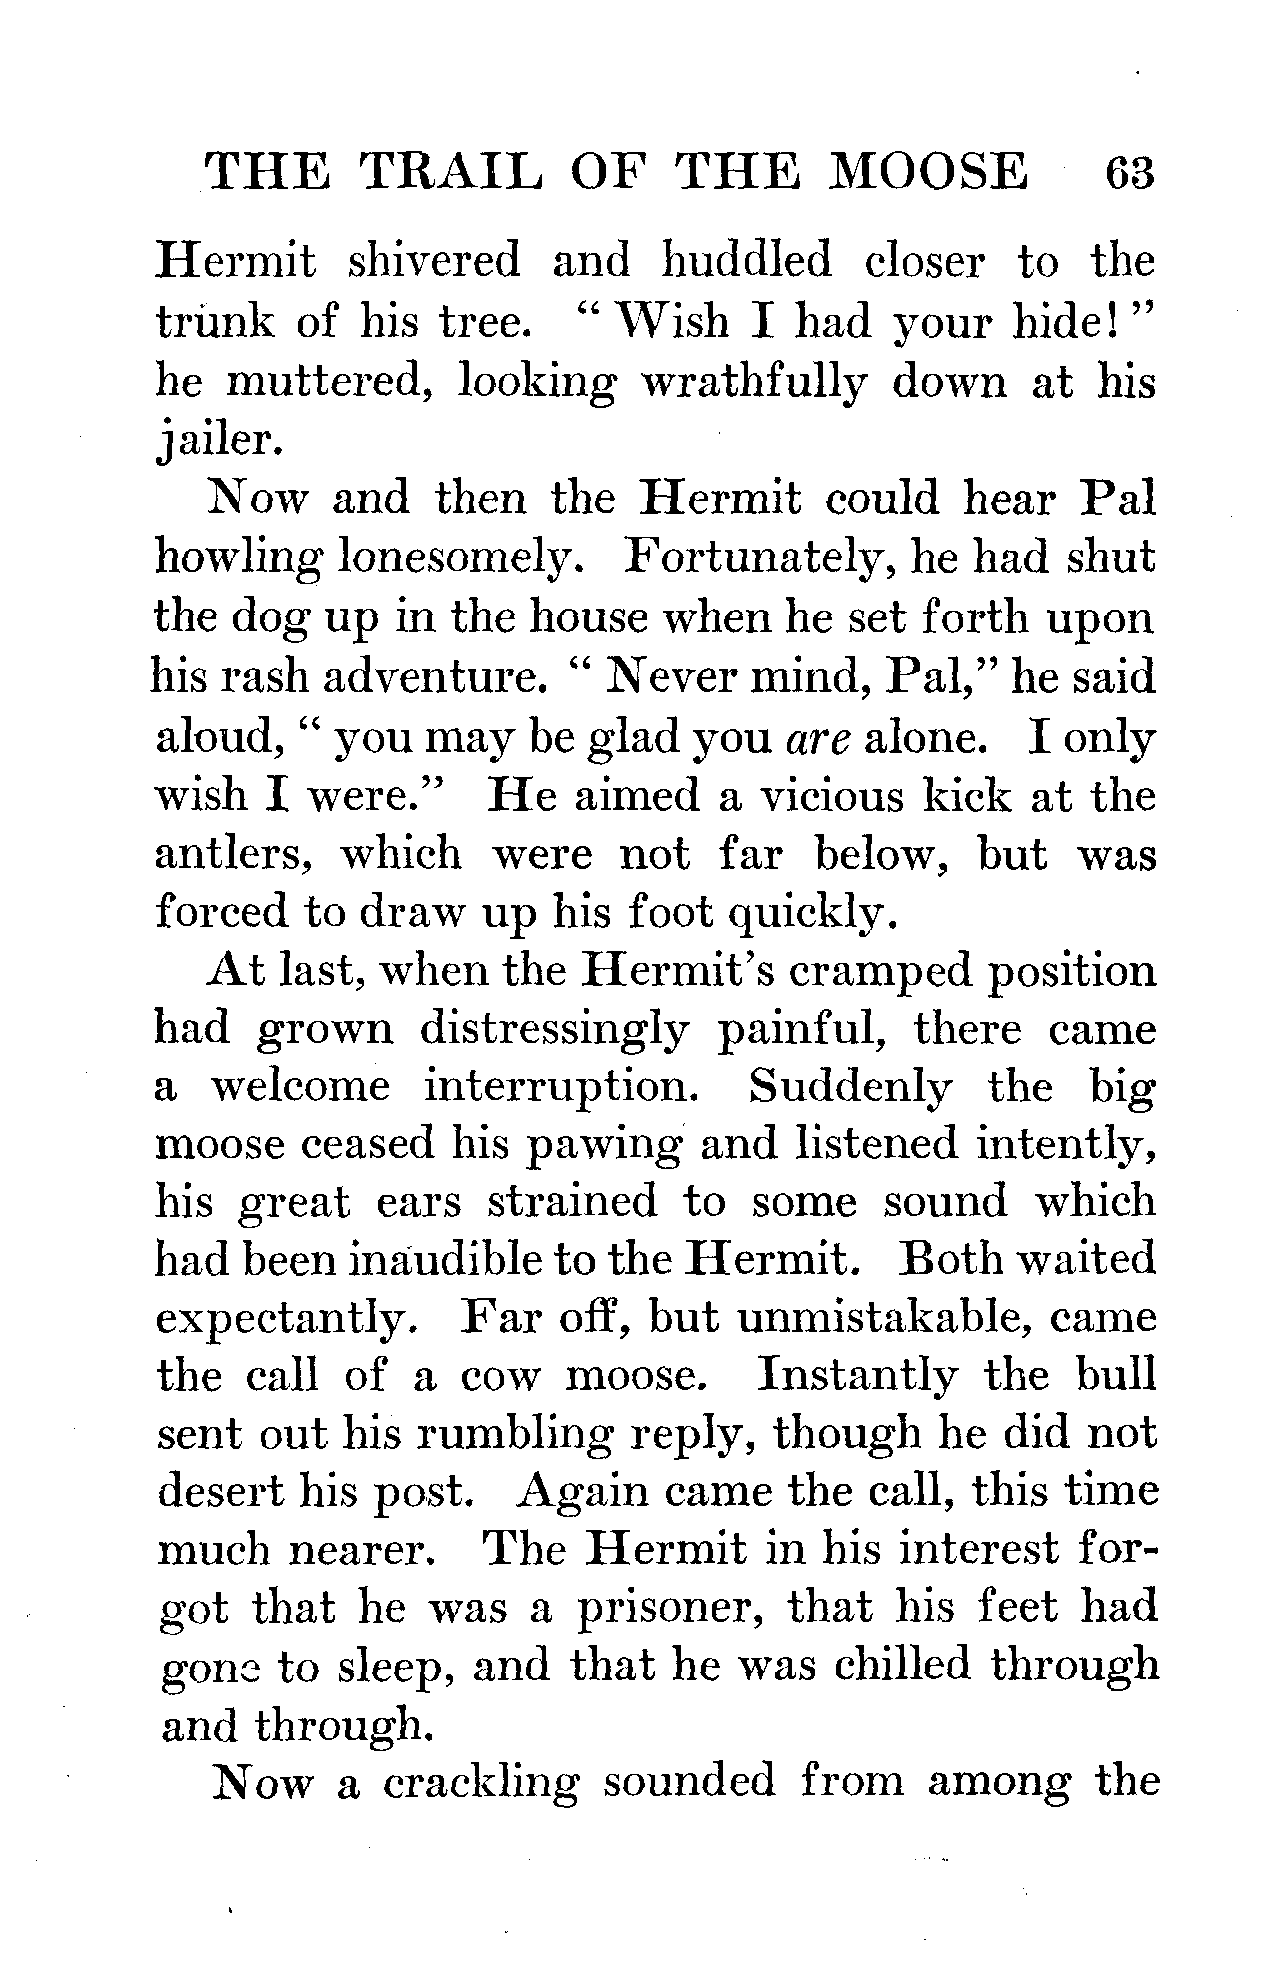 THE TRAIL OF THE MOOSE 63
Hermit shivered and huddled closer to the
trunk of his tree. “ Wish I had your hide! ”
he muttered, looking wrathfully down at his
jailer.
Now and then the Hermit could hear Pal
howling lonesomely. Fortunately, he had shut
the dog up in the house when he set forth upon
his rash adventure. “ Never mind, Pal,” he said
aloud, “ you may be glad you are alone. I only
wish I were.” He aimed a vicious kick at the
antlers, which were not far below, but was
forced to draw up his foot quickly.
At last, when the Hermit’s cramped position
had grown distressingly painful, there came
a welcome interruption. Suddenly the big
moose ceased his pawing and listened intently,
his great ears strained to some sound which
had been inaudible to the Hermit. Both waited
expectantly. Far off, but unmistakable, came
the call of a cow moose. Instantly the bull
sent out his rumbling reply, though he did not
desert his post. Again came the call, this time
much nearer. The Hermit in his interest for-
got that he was a prisoner, that his feet had
gone to sleep, and that he was chilled through
and through.
Now a crackling sounded from among the